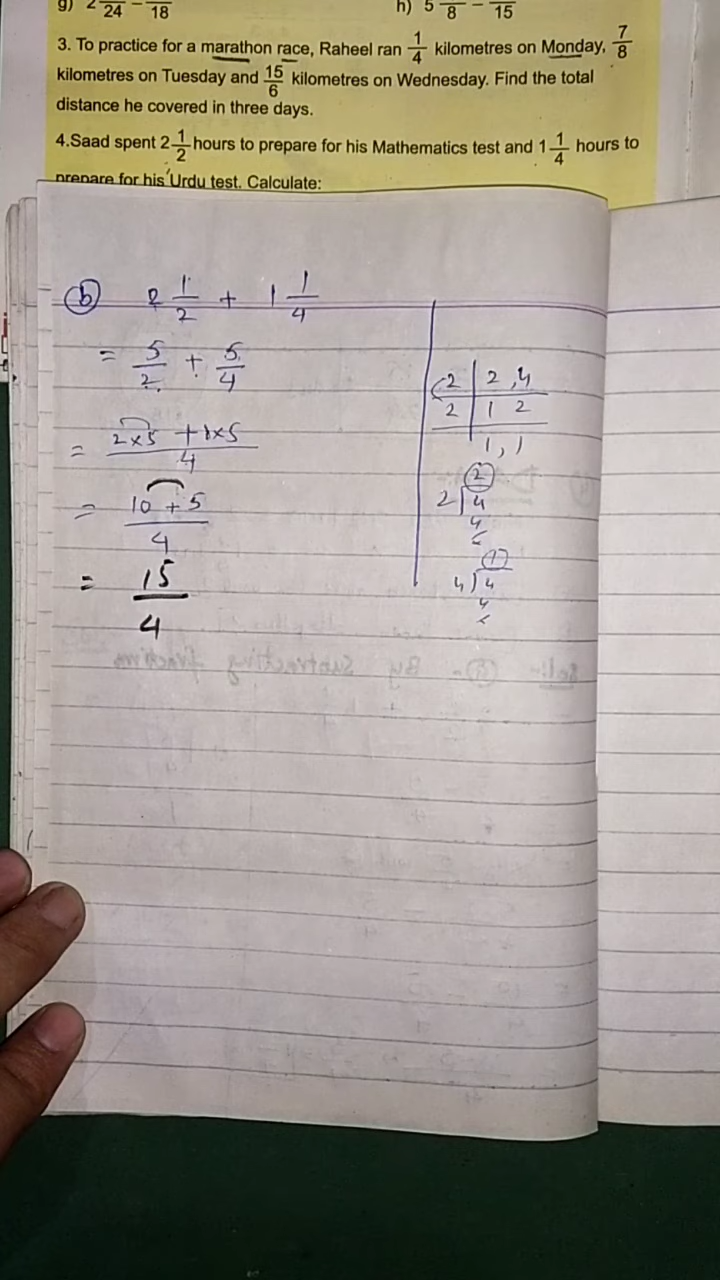 g) 2 /24 - /18 h) 5 /8 - /15
3. To practice for a marathon race, Raheel ran 1/4 kilometres on Monday, 7/8
kilometres on Tuesday and 15/6 kilometres on Wednesday. Find the total
distance he covered in three days.
4.Saad spent 2 1/2 hours to prepare for his Mathematics test and 1 1/4 hours to
prepare for his Urdu test. Calculate:
(b) 2 1/2 + 1 1/4
= 5/2 + 5/4
= 2×5 + 1×5 / 4
= 10 + 5 / 4
= 15/4
2 | 2, 4
2 | 1 2
1, 1
2
2) 4
4
1
4) 4
4
Sol:- (a)- By Subtracting fraction